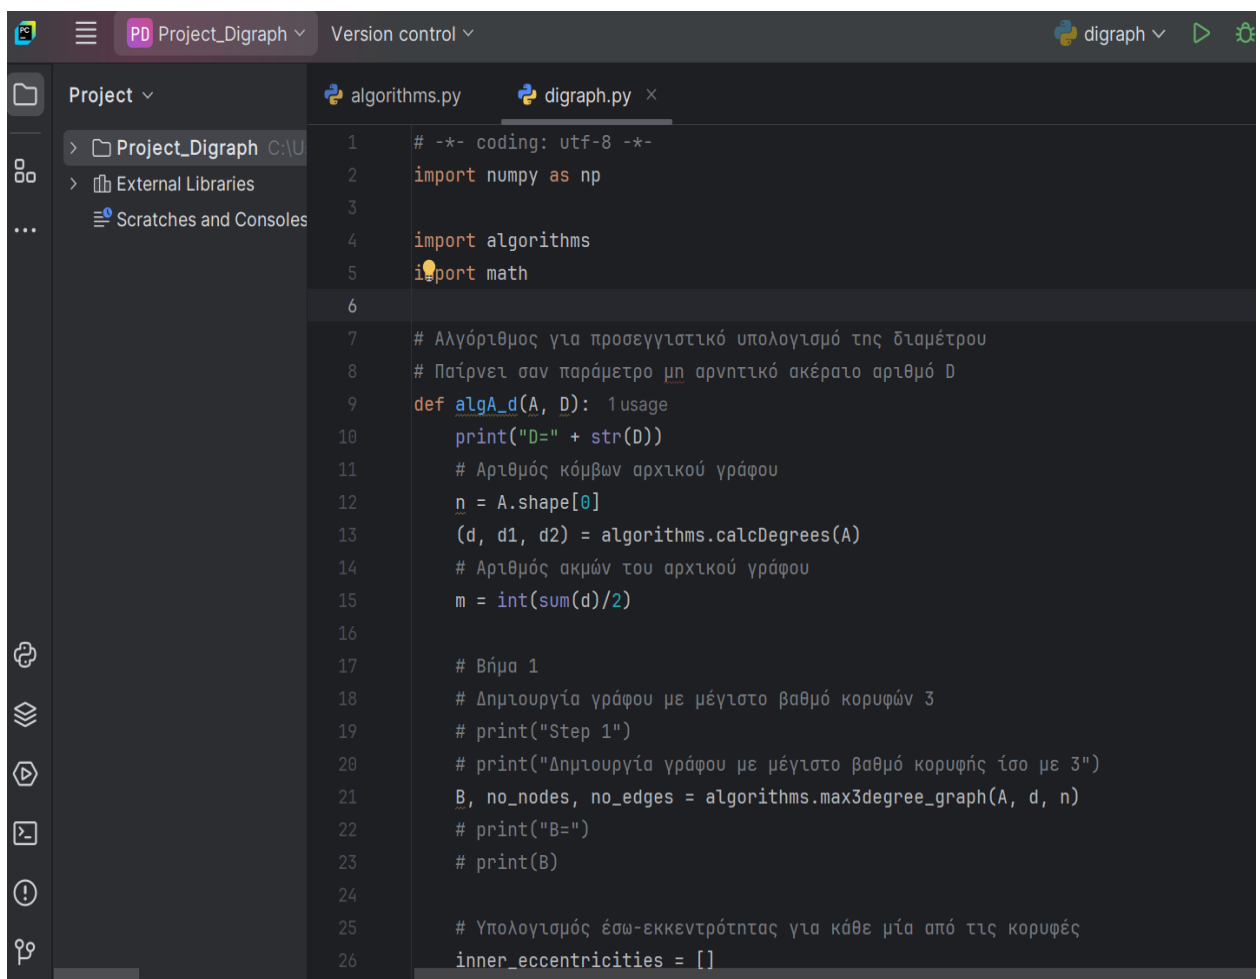 PC
PD Project_Digraph
Version control
digraph
Project
algorithms.py
digraph.py
Project_Digraph C:\U
External Libraries
Scratches and Consoles
1 # -*- coding: utf-8 -*-
2 import numpy as np
3
4 import algorithms
5 import math
6
7 # Αλγόριθμος για προσεγγιστικό υπολογισμό της διαμέτρου
8 # Παίρνει σαν παράμετρο μη αρνητικό ακέραιο αριθμό D
9 def algA_d(A, D): 1 usage
10 print("D=" + str(D))
11 # Αριθμός κόμβων αρχικού γράφου
12 n = A.shape[0]
13 (d, d1, d2) = algorithms.calcDegrees(A)
14 # Αριθμός ακμών του αρχικού γράφου
15 m = int(sum(d)/2)
16
17 # Βήμα 1
18 # Δημιουργία γράφου με μέγιστο βαθμό κορυφών 3
19 # print("Step 1")
20 # print("Δημιουργία γράφου με μέγιστο βαθμό κορυφής ίσο με 3")
21 B, no_nodes, no_edges = algorithms.max3degree_graph(A, d, n)
22 # print("B=")
23 # print(B)
24
25 # Υπολογισμός έσω-εκκεντρότητας για κάθε μία από τις κορυφές
26 inner_eccentricities = []